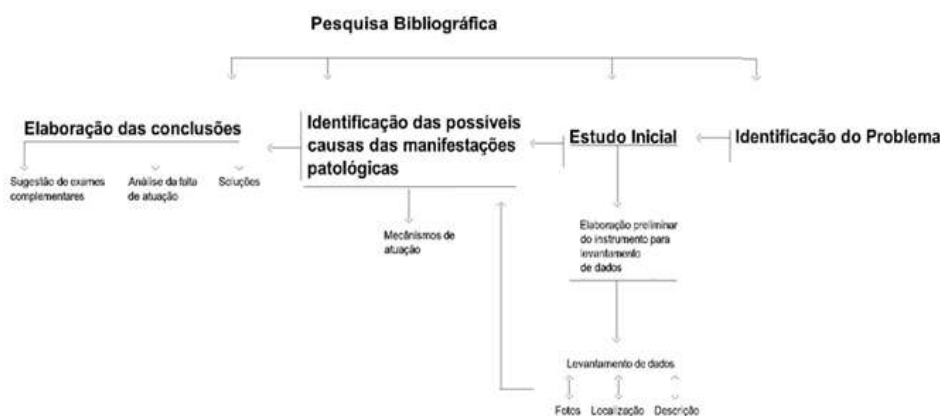 Pesquisa Bibliográfica
Elaboração das conclusões
Sugestão de exames
complementares
Análise da falta
de atuação
Soluções
Identificação das possíveis
causas das manifestações
patológicas
Mecânismos de
atuação
Estudo Inicial
Identificação do Problema
Elaboração preliminar
do instrumento para
levantamento
de dados
Levantamento de dados
Fotos
Localização
Descrição